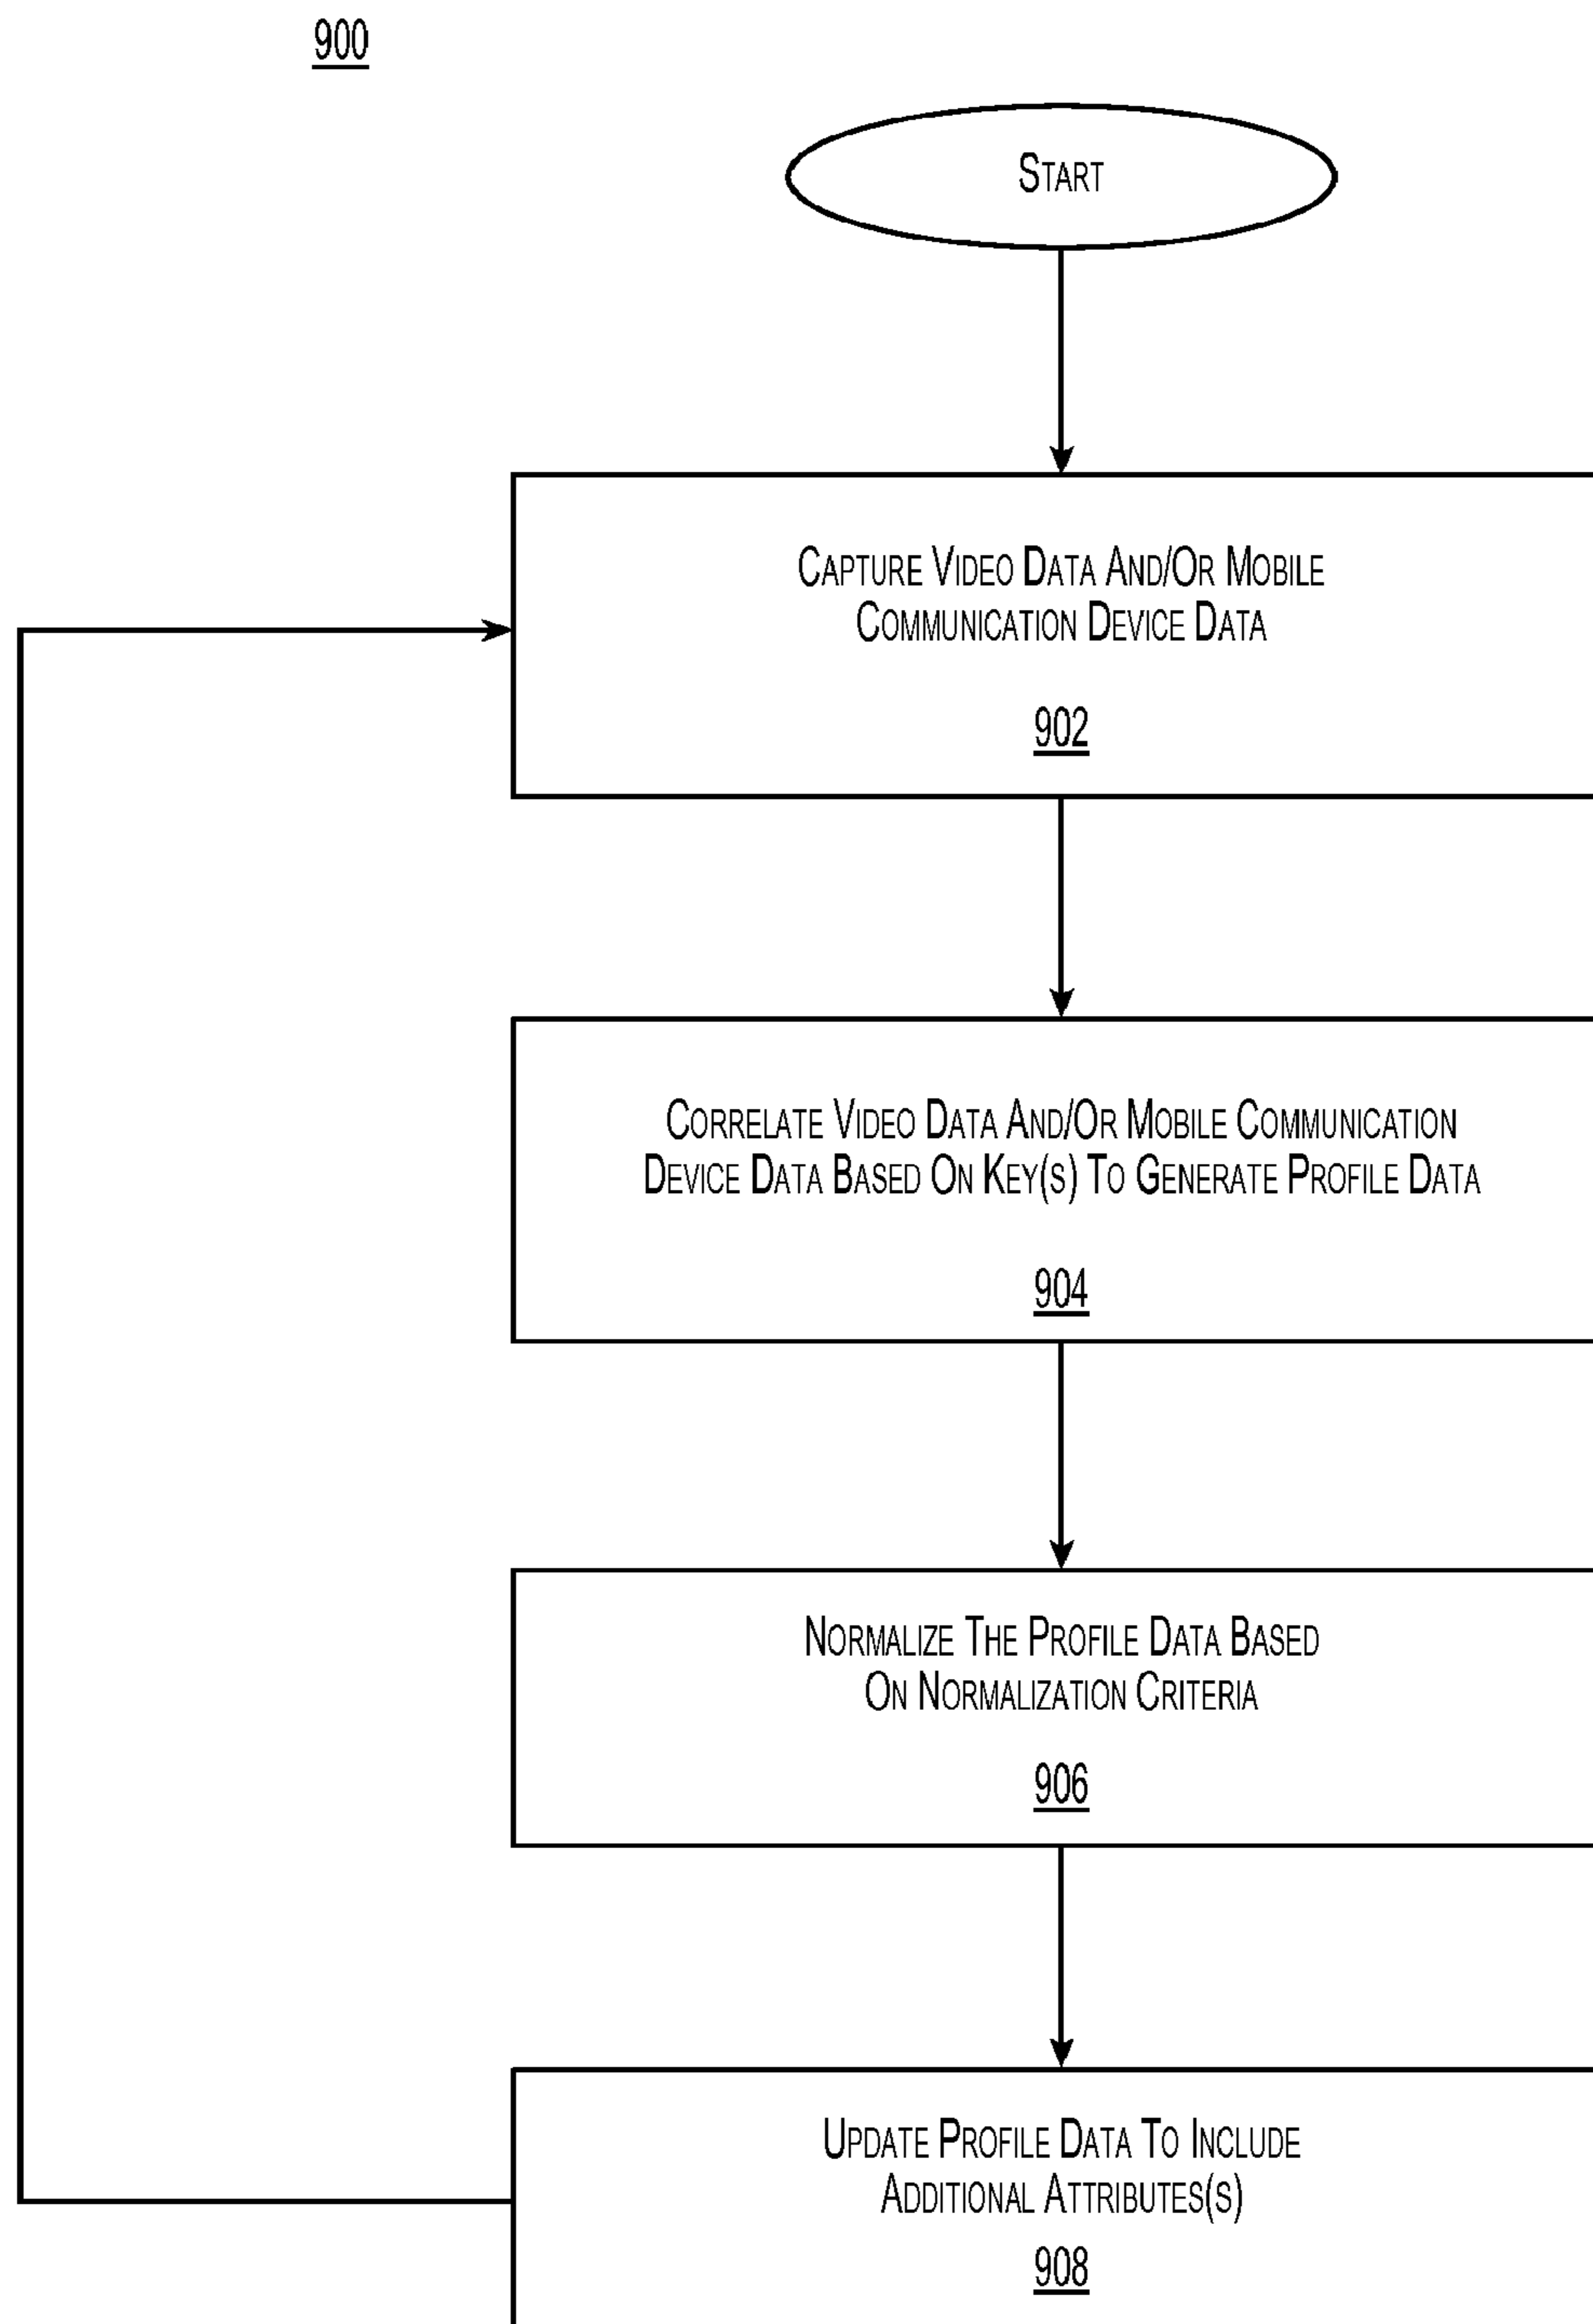 900
START
CAPTURE VIDEO DATA AND/OR MOBILE
COMMUNICATION DEVICE DATA
902
CORRELATE VIDEO DATA AND/OR MOBILE COMMUNICATION
DEVICE DATA BASED ON KEY(S) TO GENERATE PROFILE DATA
904
NORMALIZE THE PROFILE DATA BASED
ON NORMALIZATION CRITERIA
906
UPDATE PROFILE DATA TO INCLUDE
ADDITIONAL ATTRIBUTES(S)
908